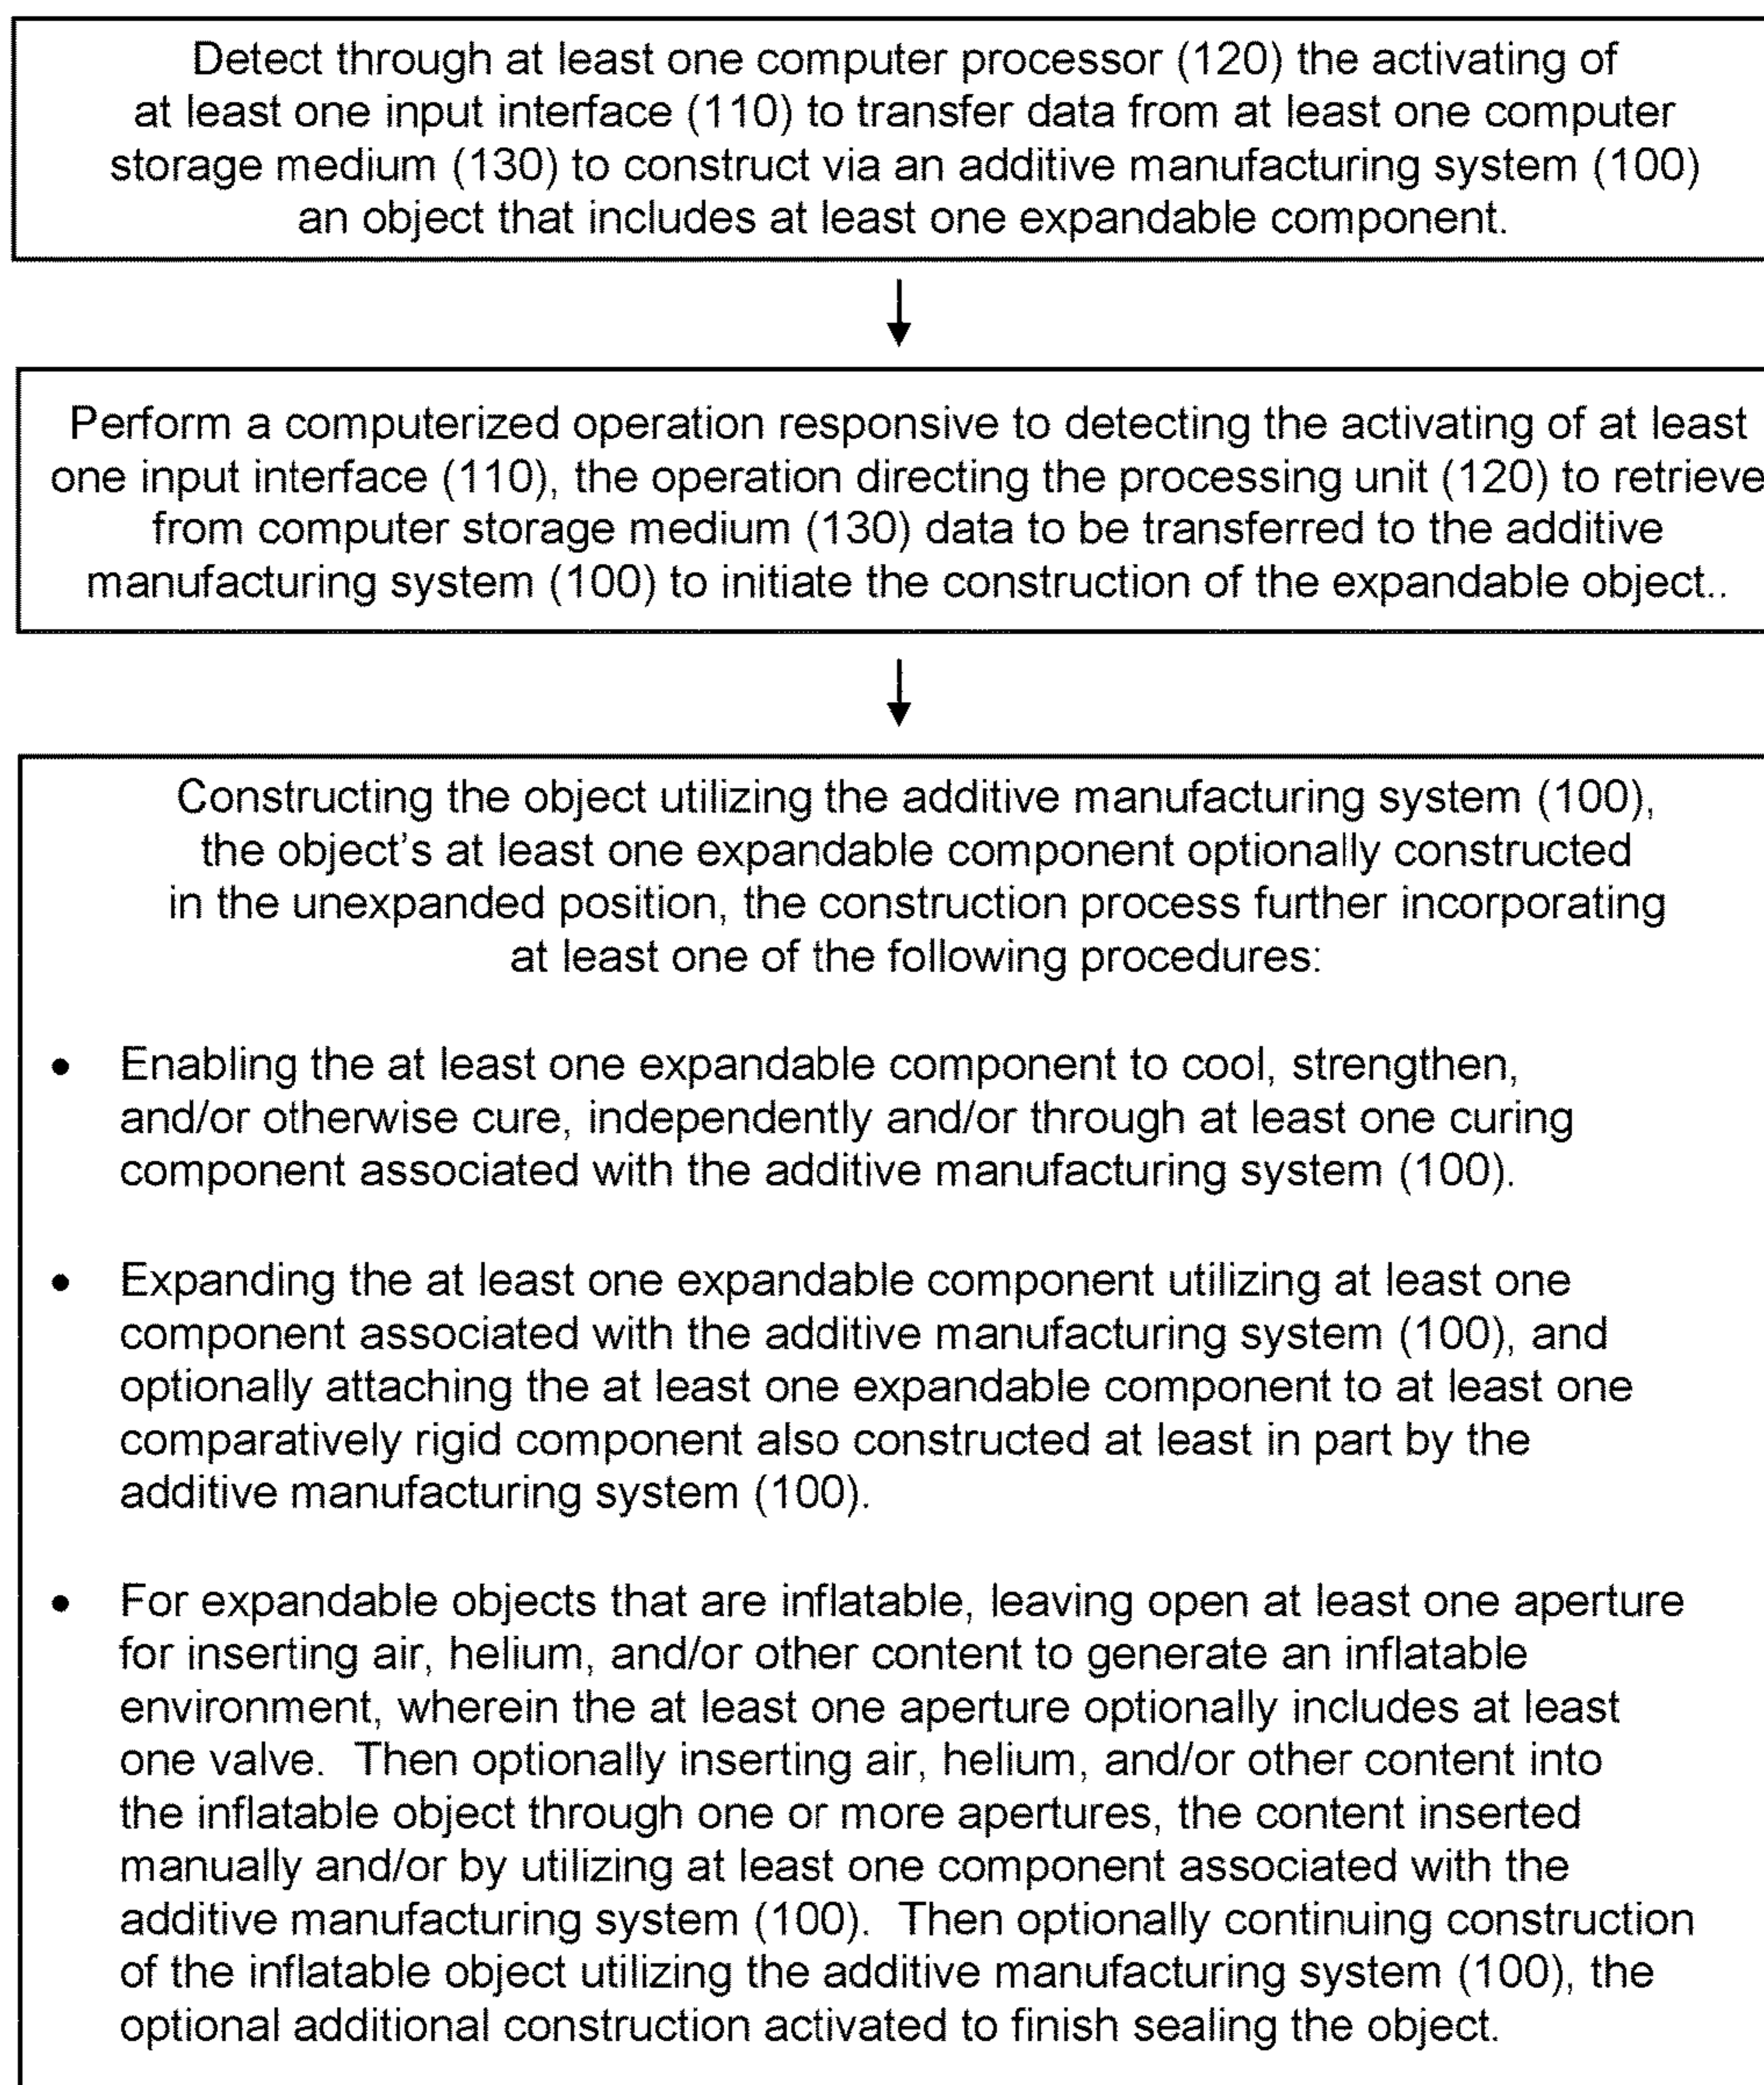 Detect through at least one computer processor (120) the activating of
at least one input interface (110) to transfer data from at least one computer
storage medium (130) to construct via an additive manufacturing system (100)
an object that includes at least one expandable component.
Perform a computerized operation responsive to detecting the activating of at least
one input interface (110), the operation directing the processing unit (120) to retrieve
from computer storage medium (130) data to be transferred to the additive
manufacturing system (100) to initiate the construction of the expandable object..
Constructing the object utilizing the additive manufacturing system (100),
the object's at least one expandable component optionally constructed
in the unexpanded position, the construction process further incorporating
at least one of the following procedures:
• Enabling the at least one expandable component to cool, strengthen,
and/or otherwise cure, independently and/or through at least one curing
component associated with the additive manufacturing system (100).
• Expanding the at least one expandable component utilizing at least one
component associated with the additive manufacturing system (100), and
optionally attaching the at least one expandable component to at least one
comparatively rigid component also constructed at least in part by the
additive manufacturing system (100).
• For expandable objects that are inflatable, leaving open at least one aperture
for inserting air, helium, and/or other content to generate an inflatable
environment, wherein the at least one aperture optionally includes at least
one valve. Then optionally inserting air, helium, and/or other content into
the inflatable object through one or more apertures, the content inserted
manually and/or by utilizing at least one component associated with the
additive manufacturing system (100). Then optionally continuing construction
of the inflatable object utilizing the additive manufacturing system (100), the
optional additional construction activated to finish sealing the object.